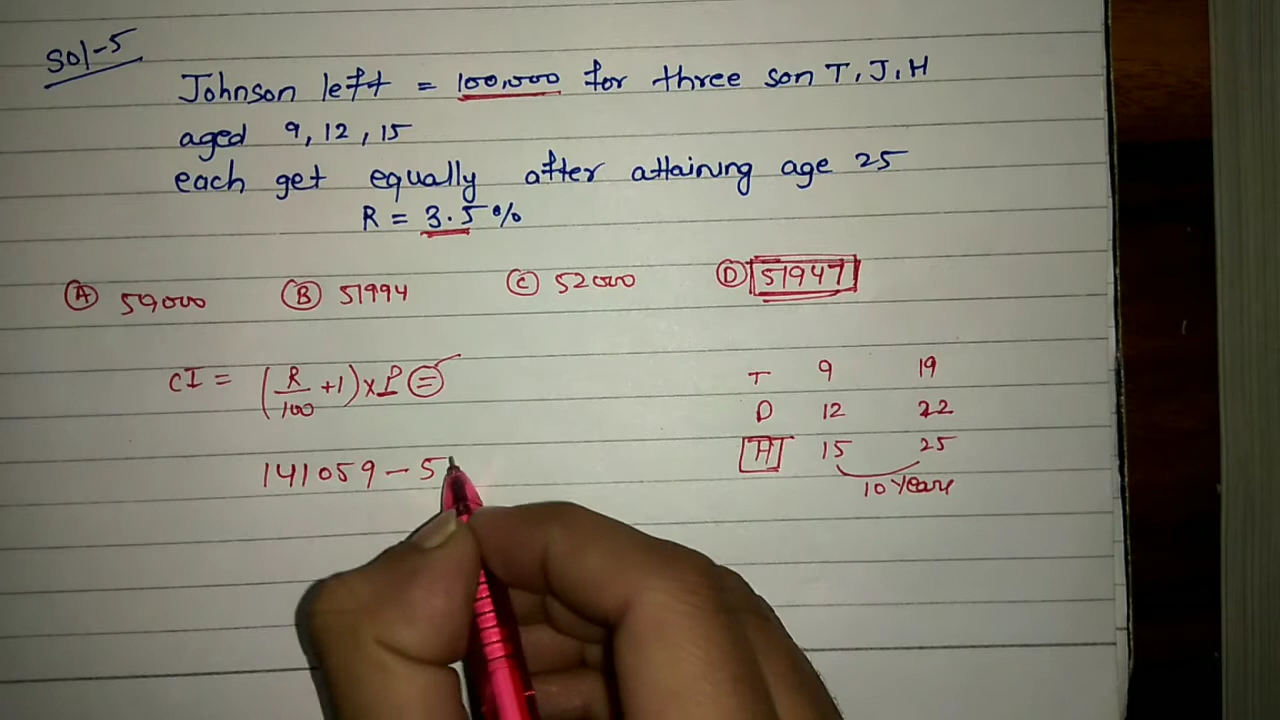 Sol-5
Johnson left = 100,000 for three son T, J, H
aged 9, 12, 15
each get equally after attaining age 25
R = 3.5%
(A) 59000 (B) 51994 (C) 52000 (D) 51947
CI = (R/100 + 1) × P =
T 9 19
D 12 22
H 15 25
10 Years
141059 - 5